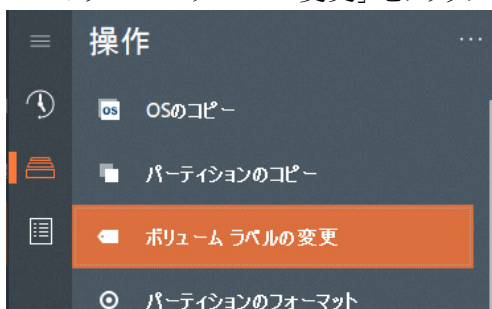 操作
OSのコピー
パーティションのコピー
ボリューム ラベルの変更
パーティションのフォーマット